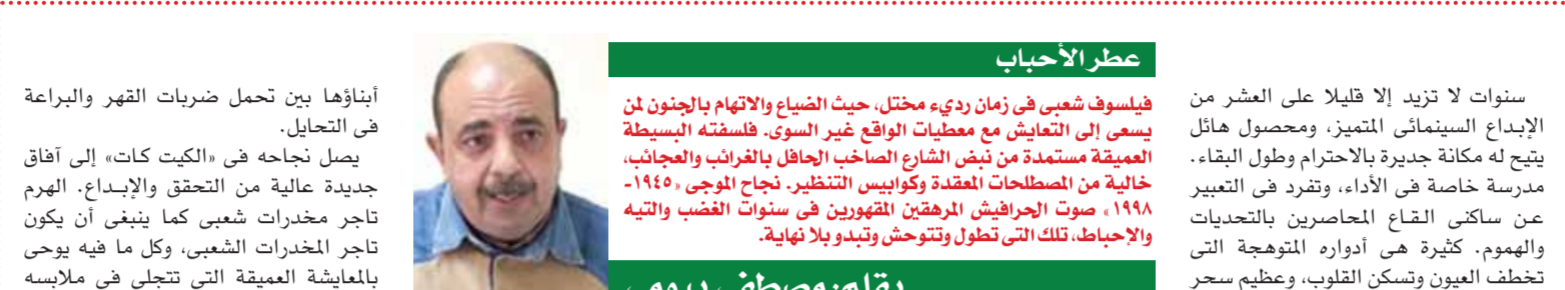 عطر الأحباب
فيلسوف شعبى فى زمان رديء مختل، حيث الضياع والاتهام بالجنون لمن
يسعى إلى التعايش مع معطيات الواقع غير السوى. فلسفته البسيطة
العميقة مستمدة من نبض الشارع الصاخب الحافل بالغرائب والعجائب،
خالية من المصطلحات المعقدة وكوابيس التنظير. نجاح الموجى «١٩٤٥-
١٩٩٨» صوت الحرافيش المرهقين المقهورين فى سنوات الغضب والتيه
والإحباط، تلك التى تطول وتتوحش وتبدو بلا نهاية.
بقلم: مصطفى بيومى
سنوات لا تزيد إلا قليلا على العشر من
الإبداع السينمائى المتميز، ومحصول هائل
يتيح له مكانة جديرة بالاحترام وطول البقاء.
مدرسة خاصة فى الأداء، وتفرد فى التعبير
عن ساكنى القاع المحاصرين بالتحديات
والهموم. كثيرة هى أدواره المتوهجة التى
تخطف العيون وتسكن القلوب، وعظيم سحر
أبناؤها بين تحمل ضربات القهر والبراعة
فى التحايل.
يصل نجاحه فى «الكيت كات» إلى آفاق
جديدة عالية من التحقق والإبداع. الهرم
تاجر مخدرات شعبى كما ينبغى أن يكون
تاجر المخدرات الشعبى، وكل ما فيه يوحى
بالمعايشة العميقة التى تتجلى فى ملابسه